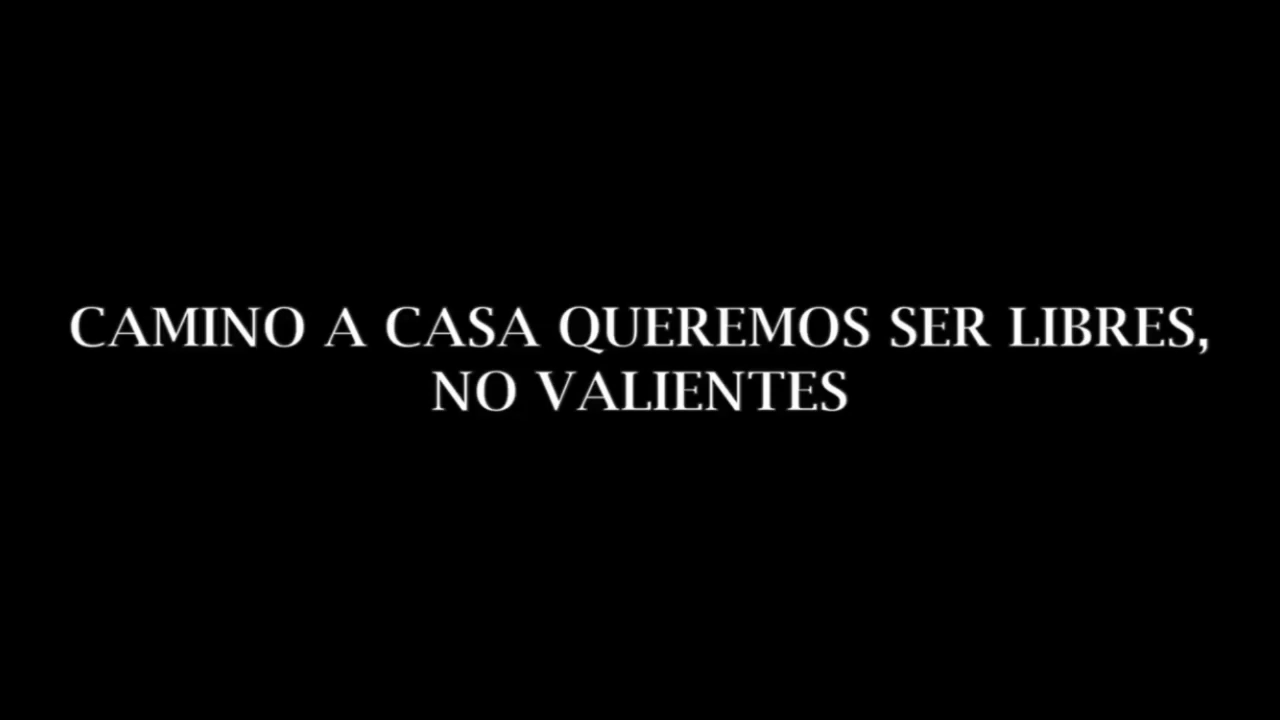 CAMINO A CASA QUEREMOS SER LIBRES,
NO VALIENTES